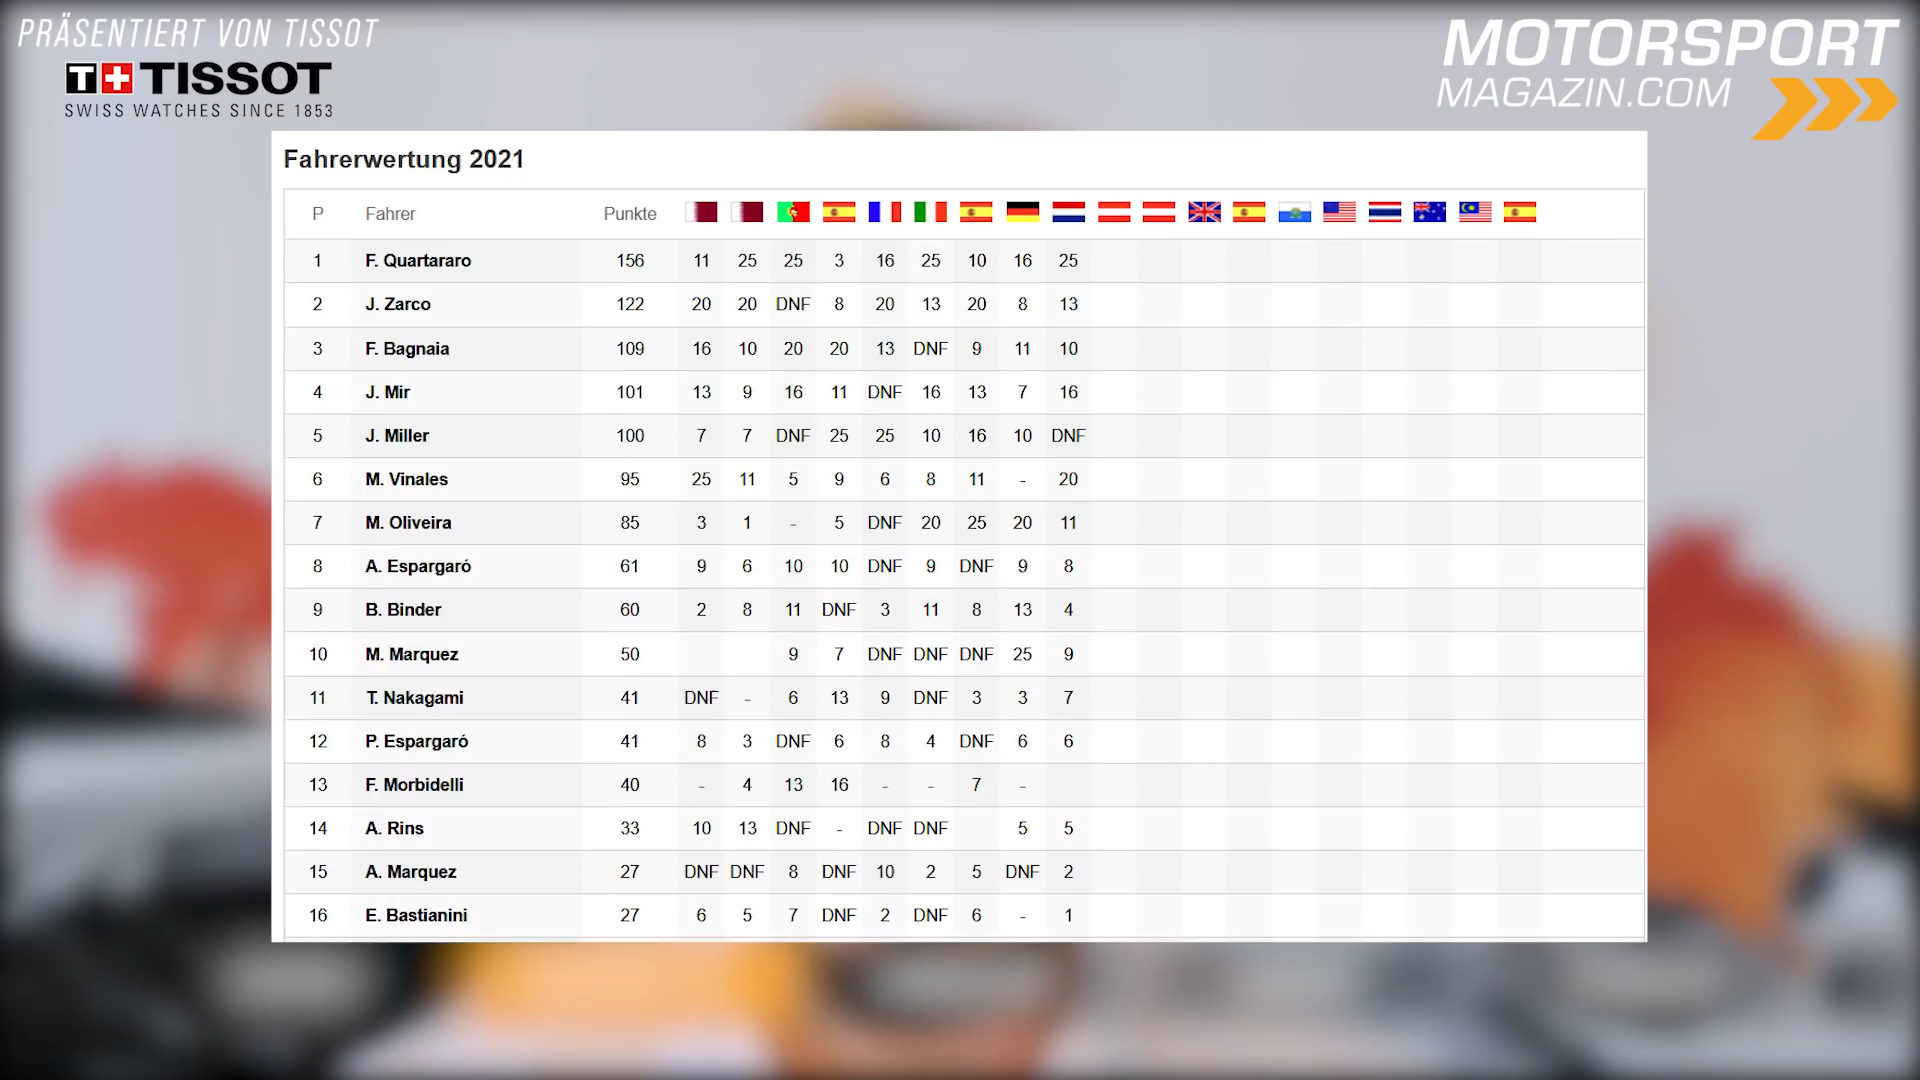 PRÄSENTIERT VON TISSOT
T+ TISSOT
SWISS WATCHES SINCE 1853
MOTORSPORT
MAGAZIN.COM
Fahrerwertung 2021
P Fahrer Punkte
1 F. Quartararo 156 11 25 25 3 16 25 10 16 25
2 J. Zarco 122 20 20 DNF 8 20 13 20 8 13
3 F. Bagnaia 109 16 10 20 20 13 DNF 9 11 10
4 J. Mir 101 13 9 16 11 DNF 16 13 7 16
5 J. Miller 100 7 7 DNF 25 25 10 16 10 DNF
6 M. Vinales 95 25 11 5 9 6 8 11 - 20
7 M. Oliveira 85 3 1 - 5 DNF 20 25 20 11
8 A. Espargaró 61 9 6 10 10 DNF 9 DNF 9 8
9 B. Binder 60 2 8 11 DNF 3 11 8 13 4
10 M. Marquez 50 9 7 DNF DNF DNF 25 9
11 T. Nakagami 41 DNF - 6 13 9 DNF 3 3 7
12 P. Espargaró 41 8 3 DNF 6 8 4 DNF 6 6
13 F. Morbidelli 40 - 4 13 16 - - 7 -
14 A. Rins 33 10 13 DNF - DNF DNF 5 5
15 A. Marquez 27 DNF DNF 8 DNF 10 2 5 DNF 2
16 E. Bastianini 27 6 5 7 DNF 2 DNF 6 - 1